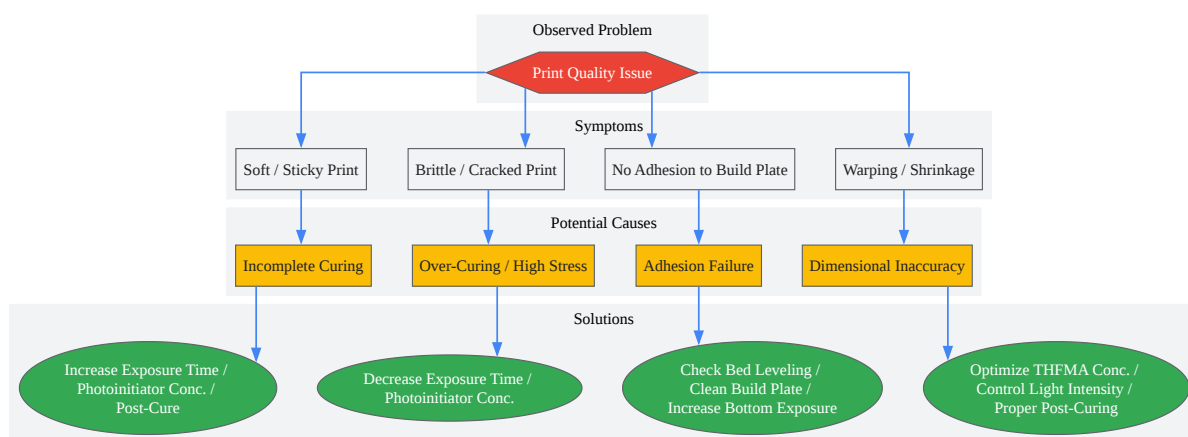 Observed Problem
Print Quality Issue
Symptoms
Soft / Sticky Print
Brittle / Cracked Print
No Adhesion to Build Plate
Warping / Shrinkage
Potential Causes
Incomplete Curing
Over-Curing / High Stress
Adhesion Failure
Dimensional Inaccuracy
Solutions
Increase Exposure Time /
Photoinitiator Conc. /
Post-Cure
Decrease Exposure Time /
Photoinitiator Conc.
Check Bed Leveling /
Clean Build Plate /
Increase Bottom Exposure
Optimize THFMA Conc. /
Control Light Intensity /
Proper Post-Curing